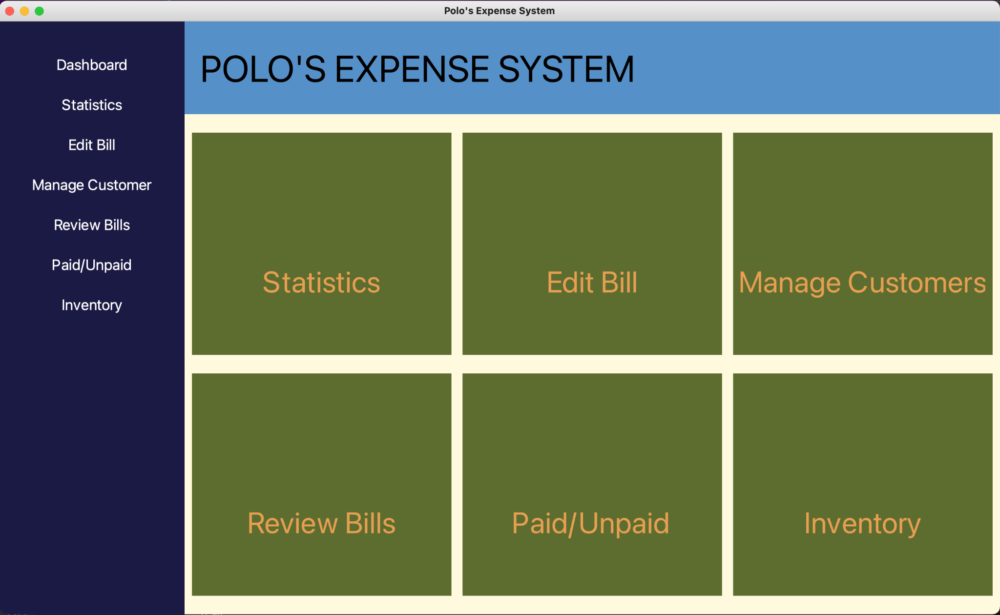 Polo's Expense System
Dashboard
Statistics
Edit Bill
Manage Customer
Review Bills
Paid/Unpaid
Inventory
POLO'S EXPENSE SYSTEM
Statistics
Edit Bill
Manage Customers
Review Bills
Paid/Unpaid
Inventory